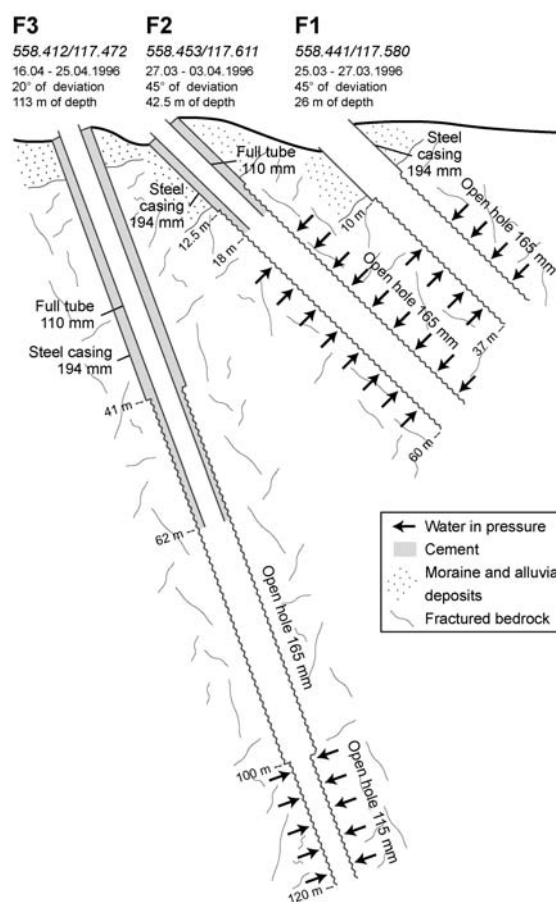 F3
558.412/117.472
16.04 - 25.04.1996
20° of deviation
113 m of depth
F2
558.453/117.611
27.03 - 03.04.1996
45° of deviation
42.5 m of depth
F1
558.441/117.580
25.03 - 27.03.1996
45° of deviation
26 m of depth
Full tube
110 mm
Steel
casing
194 mm
Steel
casing
194 mm
Open hole 165 mm
10 m
12.5 m
18 m
Open hole 165 mm
37 m
Full tube
110 mm
Steel casing
194 mm
41 m
60 m
62 m
Open hole 165 mm
Water in pressure
Cement
Moraine and alluvia
deposits
Fractured bedrock
100 m
Open hole 115 mm
120 m